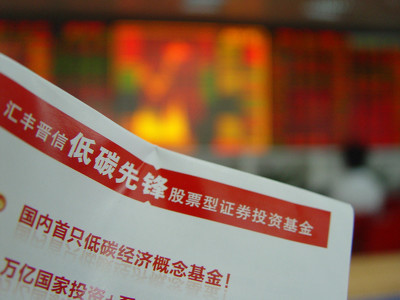 汇丰晋信低碳先锋股票型证券投资基金
国内首只低碳经济概念基金！
万亿国家投资